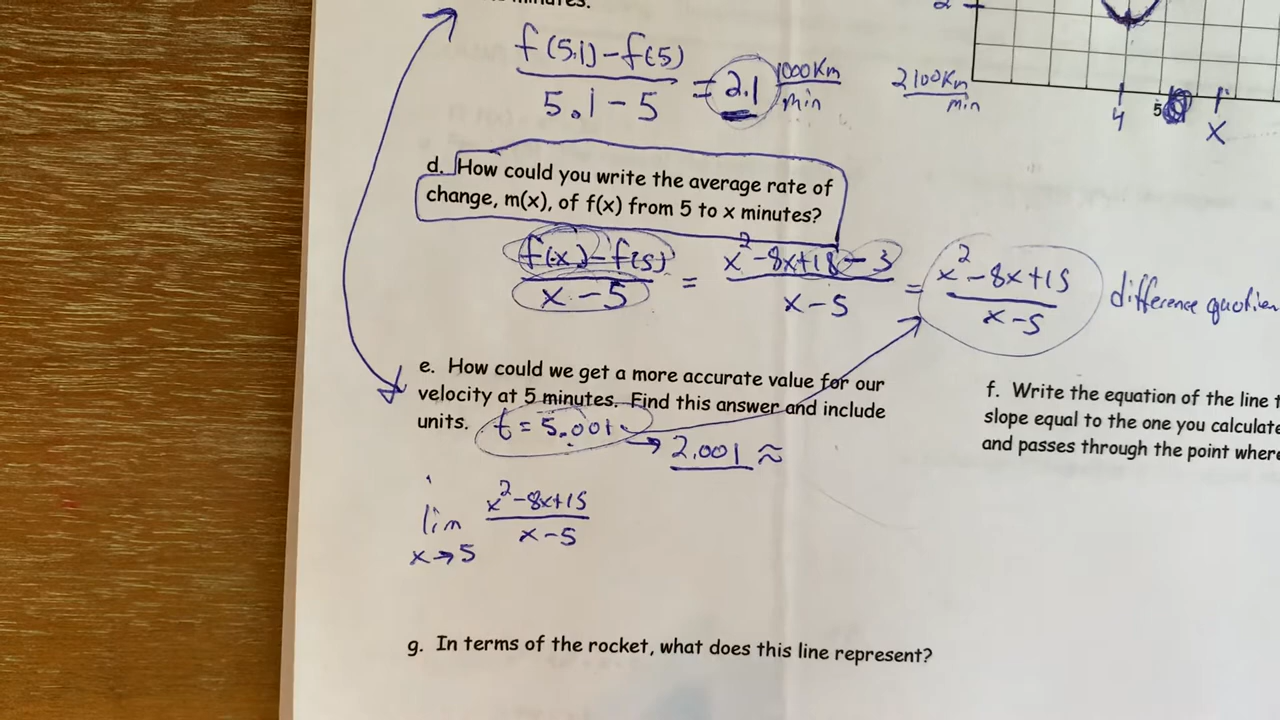 minutes.
f(5.1)-f(5)
5.1-5
= 2.1 1000Km/min
2100Km/min
2
4
5
x
d. How could you write the average rate of
change, m(x), of f(x) from 5 to x minutes?
f(x)-f(5)
x-5
=
x²-8x+18-3
x-5
=
x²-8x+15
x-5
difference quotien
e. How could we get a more accurate value for our
velocity at 5 minutes. Find this answer and include
units. t=5.001 → 2.001 ≈
lim x→5
x²-8x+15
x-5
f. Write the equation of the line
slope equal to the one you calculate
and passes through the point where
g. In terms of the rocket, what does this line represent?